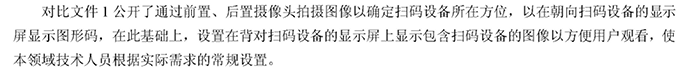 对比文件 1 公开了通过前置、后置摄像头拍摄图像以确定扫码设备所在方位，以在朝向扫码设备的显示
屏显示图形码，在此基础上，设置在背对扫码设备的显示屏上显示包含扫码设备的图像以方便用户观看，使
本领域技术人员根据实际需求的常规设置。